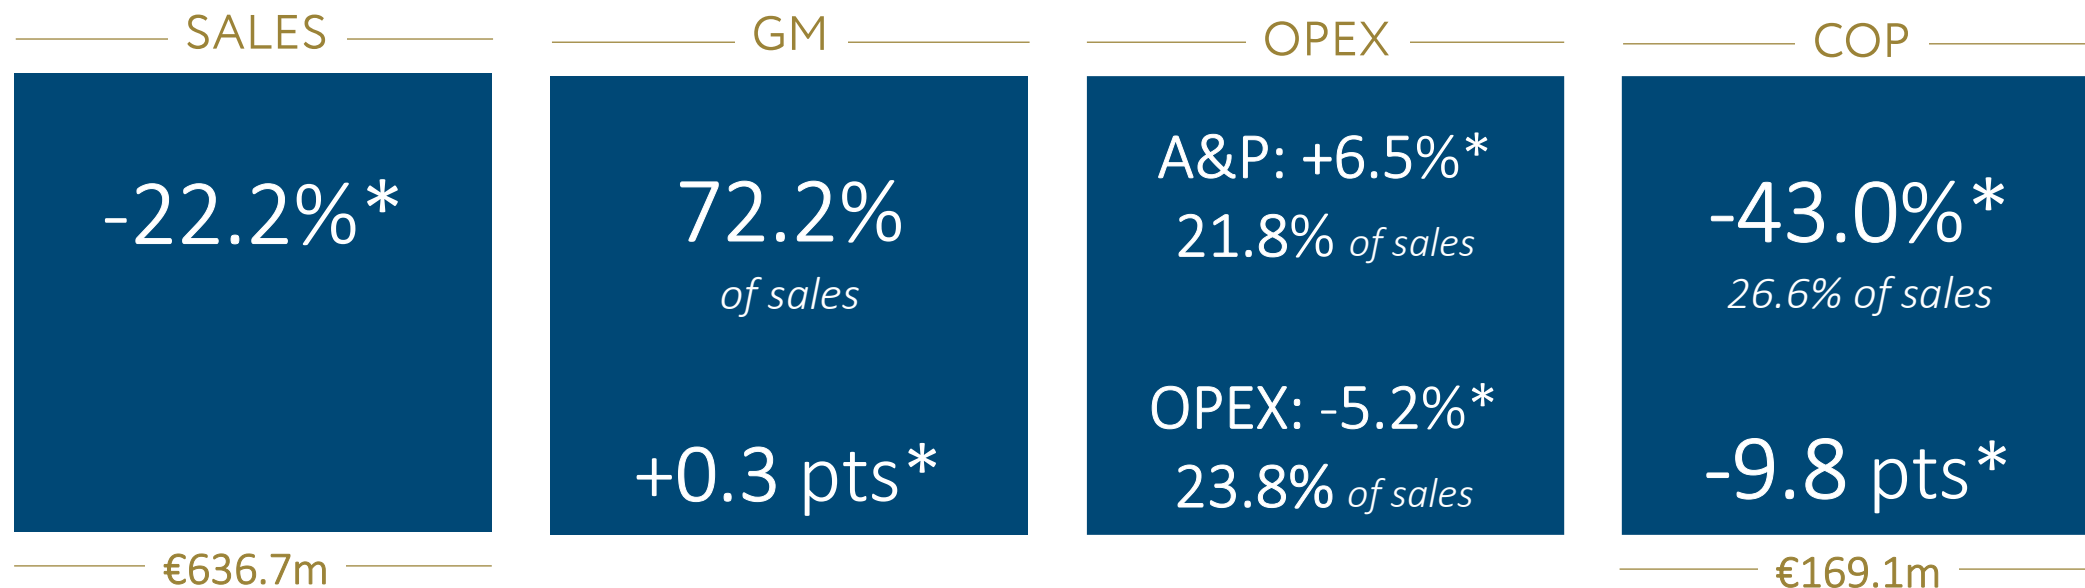 SALES
-22.2%*
€636.7m
GM
72.2%
of sales
+0.3 pts*
OPEX
A&P: +6.5%*
21.8% of sales
OPEX: -5.2%*
23.8% of sales
COP
-43.0%*
26.6% of sales
-9.8 pts*
€169.1m